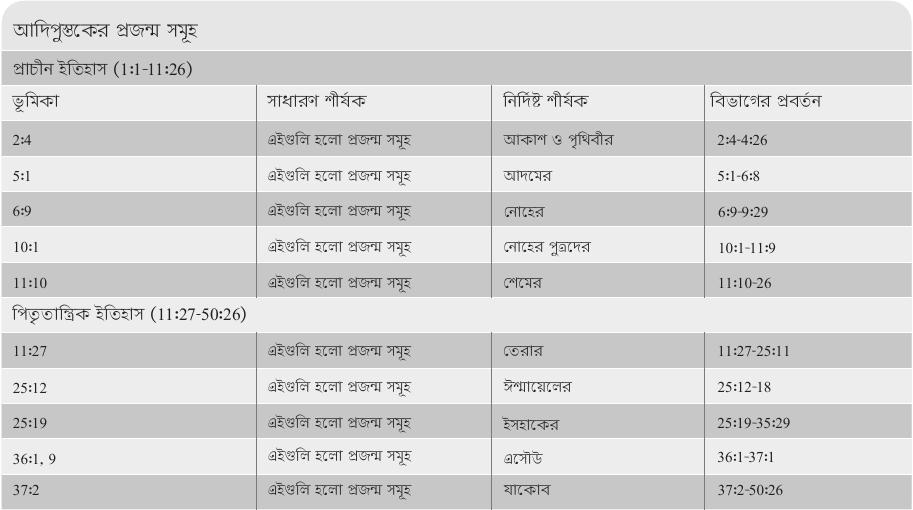 আদিপুস্তকের প্রজন্ম সমূহ
প্রাচীন ইতিহাস (1:1-11:26)
ভূমিকা সাধারণ শীর্ষক নির্দিষ্ট শীর্ষক বিভাগের প্রবর্তন
2:4 এইগুলি হলো প্রজন্ম সমূহ আকাশ ও পৃথিবীর 2:4-4:26
5:1 এইগুলি হলো প্রজন্ম সমূহ আদমের 5:1-6:8
6:9 এইগুলি হলো প্রজন্ম সমূহ নোহের 6:9-9:29
10:1 এইগুলি হলো প্রজন্ম সমূহ নোহের পুত্রদের 10:1-11:9
11:10 এইগুলি হলো প্রজন্ম সমূহ শেমের 11:10-26
পিতৃতান্ত্রিক ইতিহাস (11:27-50:26)
11:27 এইগুলি হলো প্রজন্ম সমূহ তেরার 11:27-25:11
25:12 এইগুলি হলো প্রজন্ম সমূহ ঈশ্মায়েলের 25:12-18
25:19 এইগুলি হলো প্রজন্ম সমূহ ইসহাকের 25:19-35:29
36:1, 9 এইগুলি হলো প্রজন্ম সমূহ এসৌউ 36:1-37:1
37:2 এইগুলি হলো প্রজন্ম সমূহ যাকোব 37:2-50:26